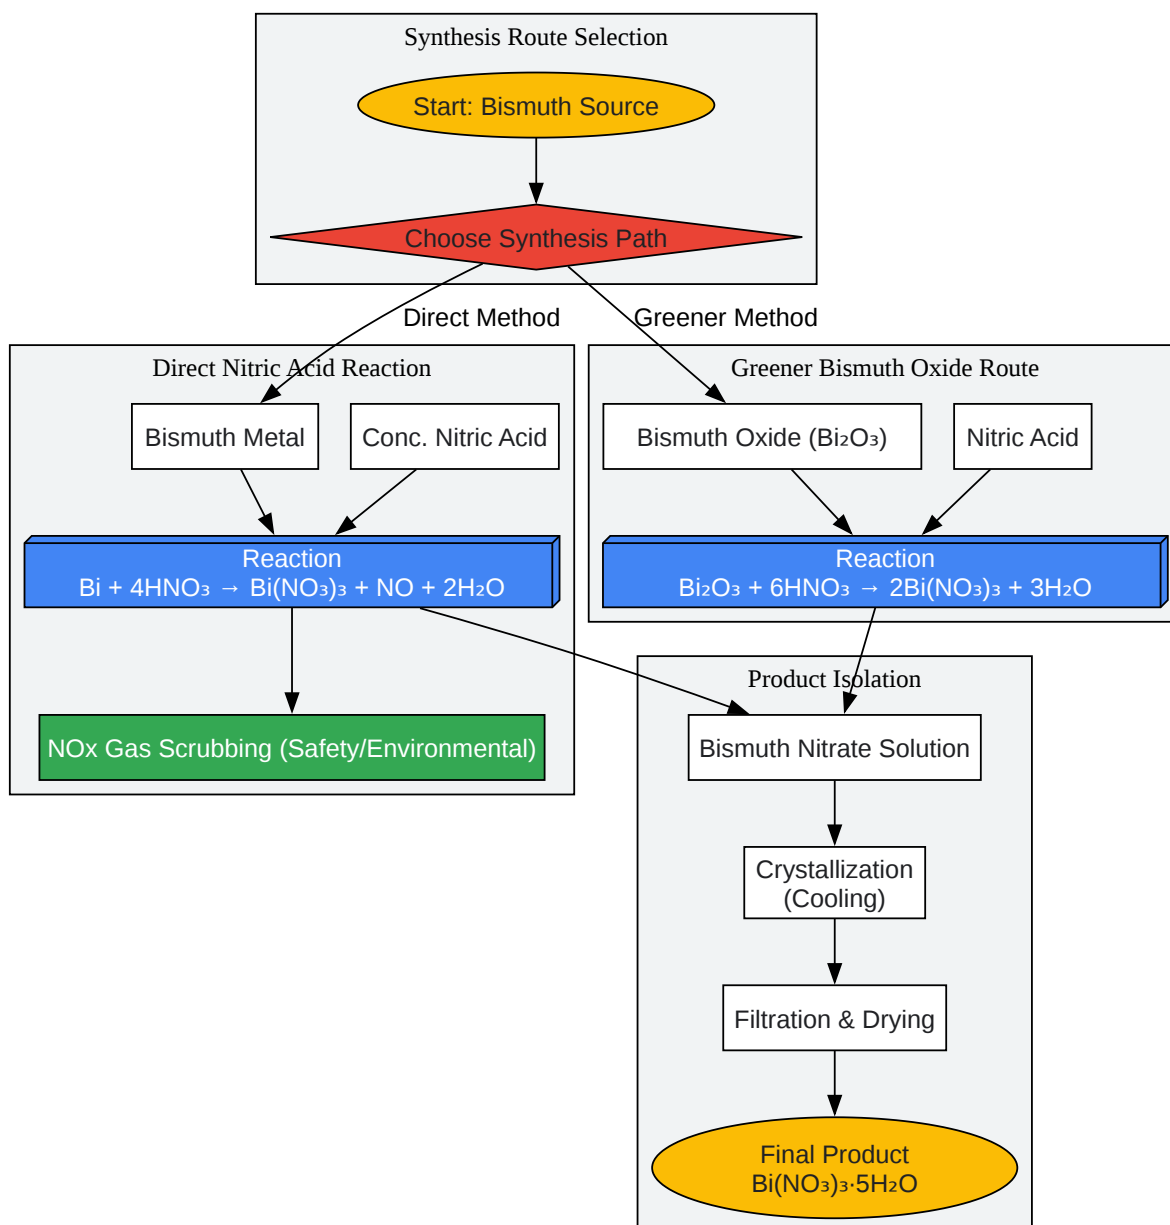 Synthesis Route Selection
Start: Bismuth Source
Choose Synthesis Path
Direct Method
Greener Method
Direct Nitric Acid Reaction
Bismuth Metal
Conc. Nitric Acid
Reaction
Bi + 4HNO₃ → Bi(NO₃)₃ + NO + 2H₂O
NOx Gas Scrubbing (Safety/Environmental)
Greener Bismuth Oxide Route
Bismuth Oxide (Bi₂O₃)
Nitric Acid
Reaction
Bi₂O₃ + 6HNO₃ → 2Bi(NO₃)₃ + 3H₂O
Product Isolation
Bismuth Nitrate Solution
Crystallization
(Cooling)
Filtration & Drying
Final Product
Bi(NO₃)₃·5H₂O